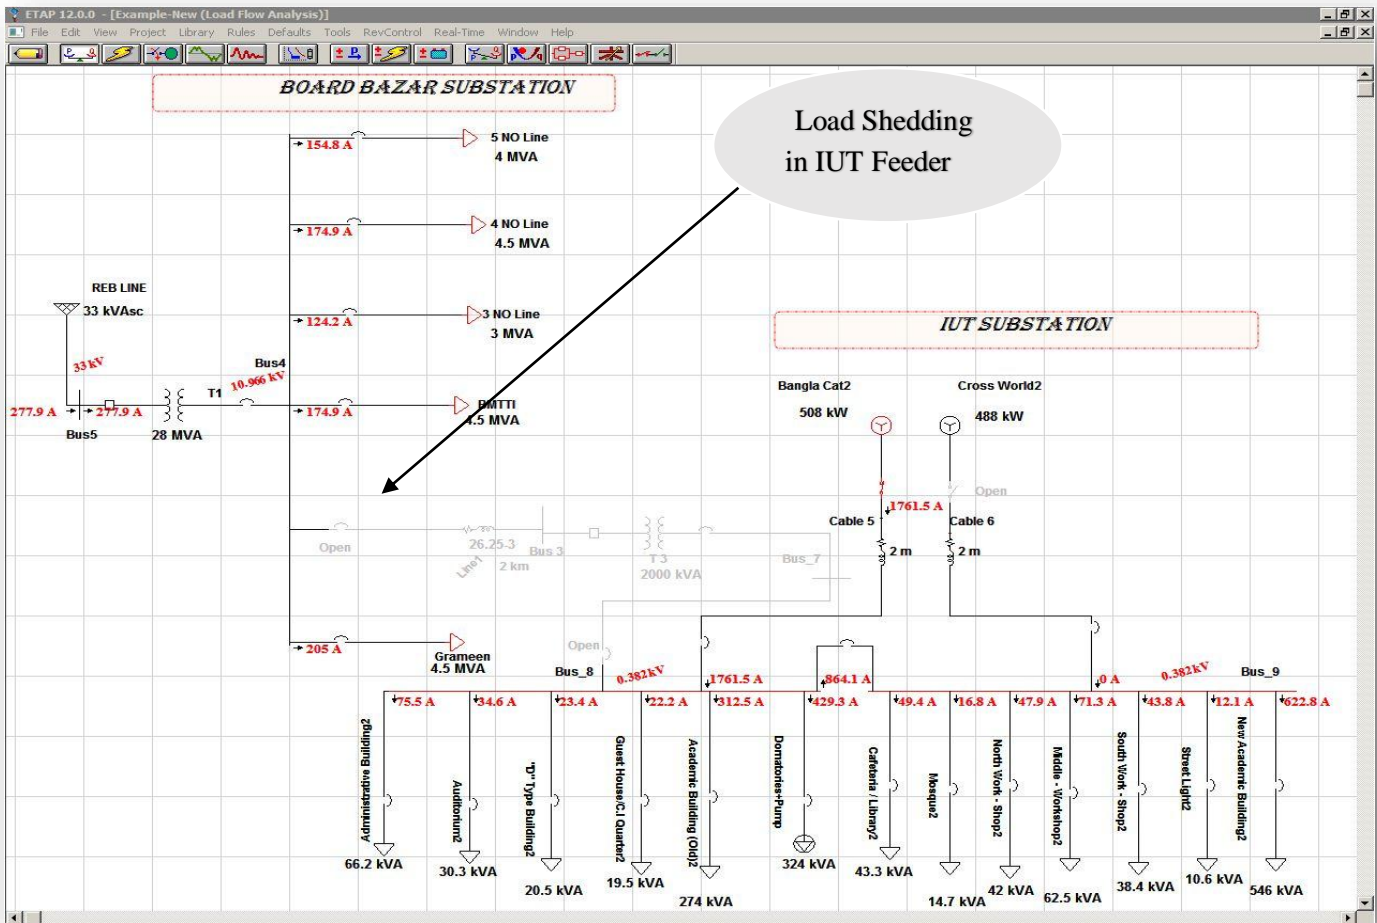 ETAP 12.0.0 - [Example-New (Load Flow Analysis)]
File Edit View Project Library Rules Defaults Tools RevControl Real-Time Window Help
BOARD BAZAR SUBSTATION
Load Shedding
in IUT Feeder
154.8 A
5 NO Line
4 MVA
174.9 A
4 NO Line
4.5 MVA
REB LINE
33 kVAsc
124.2 A
3 NO Line
3 MVA
IUT SUBSTATION
33 kV
Bus4
10.966 kV
T1
277.9 A
277.9 A
Bus5
28 MVA
174.9 A
BMTTI
4.5 MVA
Bangla Cat2
508 kW
Cross World2
488 kW
Open
1761.5 A
Cable 5
Cable 6
2 m
2 m
Open
Line1
26.25-3
2 km
Bus 3
T 3
2000 kVA
Bus_7
205 A
Grameen
4.5 MVA
Open
Bus_8
0.382kV
1761.5 A
864.1 A
0 A
0.382kV
Bus_9
75.5 A
34.6 A
23.4 A
22.2 A
312.5 A
429.3 A
49.4 A
16.8 A
47.9 A
71.3 A
43.8 A
12.1 A
622.8 A
Administrative Building2
Auditorium2
"D" Type Building2
Guest House/C.I Quarter2
Academic Building (Old)2
Dormatories+Pump
Cafeteria / Library2
Mosque2
North Work - Shop2
Middle - Workshop2
South Work - Shop2
Street Light2
New Academic Building2
66.2 kVA
30.3 kVA
20.5 kVA
19.5 kVA
274 kVA
324 kVA
43.3 kVA
14.7 kVA
42 kVA
62.5 kVA
38.4 kVA
10.6 kVA
546 kVA